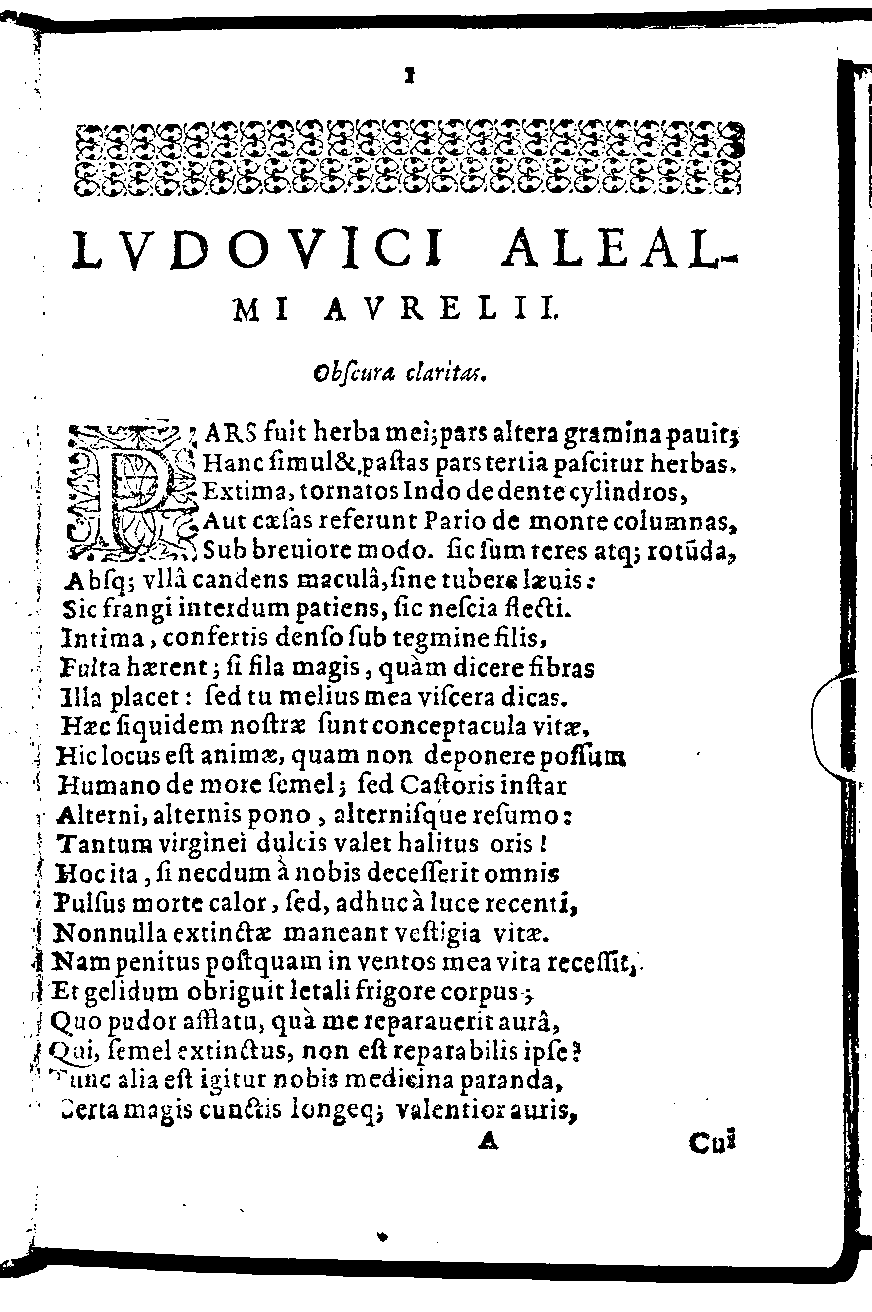 1
LVDOVICI ALEAL-
MI AVRELII.
Obſcura claritas.
PARS fuit herba mei; pars altera gramina pauit;
Hanc ſimul &, paſtas pars tertia paſcitur herbas.
Extima, tornatos Indo de dente cylindros,
Aut cæſas referunt Pario de monte columnas,
Sub breuiore modo. ſic ſum teres atq; rotũda,
Abſq; vllâ candens maculâ, ſine tubere læuis:
Sic frangi interdum patiens, ſic neſcia flecti.
Intima, confertis denſo ſub tegmine filis,
Fulta hærent; ſi fila magis, quàm dicere fibras
Illa placet: ſed tu melius mea viſcera dicas.
Hæc ſiquidem noſtræ ſunt conceptacula vitæ,
Hic locus eſt animæ, quam non deponere poſſum
Humano de more ſemel; ſed Caſtoris inſtar
Alterni, alternis pono, alterniſque reſumo:
Tantum virginei dulcis valet halitus oris!
Hoc ita, ſi necdum à nobis deceſſerit omnis
Pulſus morte calor, ſed, adhuc à luce recenti,
Nonnulla extinctæ maneant veſtigia vitæ.
Nam penitus poſtquam in ventos mea vita receſſit,
Et gelidum obriguit letali frigore corpus;
Quo pudor afflatu, quà me reparauerit aurâ,
Qui, ſemel extinctus, non eſt reparabilis ipſe?
Tunc alia eſt igitur nobis medicina paranda,
Certa magis cunctis longeq; valentior auris,
A Cui